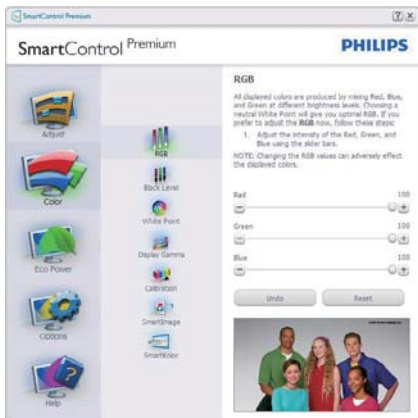 SmartControl Premium
SmartControl Premium
PHILIPS
Adjust
Color
Eco Power
Options
Help
RGB
Black Level
White Point
Display Gamma
Calibration
SmartImage
SmartKolor
RGB
All displayed colors are produced by mixing Red, Blue,
and Green at different brightness levels. Choosing a
neutral White Point will give you optimal RGB. If you
prefer to adjust the RGB now, follow these steps:
1. Adjust the intensity of the Red, Green, and
Blue using the slider bars.
NOTE: Changing the RGB values can adversely effect
the displayed colors.
Red 100
Green 100
Blue 100
Undo Reset